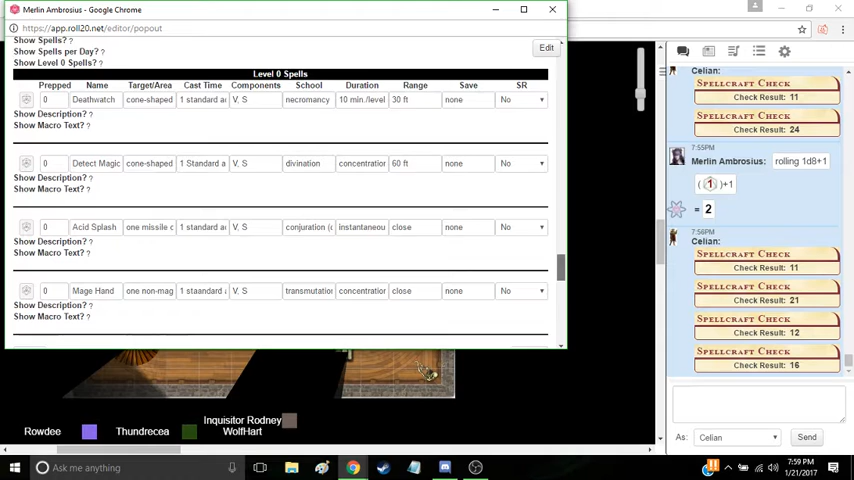 Merlin Ambrosius - Google Chrome
https://app.roll20.net/editor/popout
Show Spells? ?
Show Spells per Day? ?
Show Level 0 Spells?
Edit
Level 0 Spells
Prepped Name Target/Area Cast Time Components School Duration Range Save SR
0 Deathwatch cone-shaped 1 standard a V, S necromancy 10 min./level 30 ft none No
Show Description? ?
Show Macro Text? ?
0 Detect Magic cone-shaped 1 Standard a V, S divination concentration 60 ft none No
Show Description? ?
Show Macro Text? ?
0 Acid Splash one missile o 1 standard a V, S conjuration (c instantaneou close none No
Show Description? ?
Show Macro Text? ?
0 Mage Hand one non-mag 1 staandard a V, S transmutation concentration close none No
Show Description? ?
Show Macro Text? ?
Rowdee
Thundrecea
Inquisitor Rodney
WolfHart
Celian:
Spellcraft Check
Check Result: 11
Spellcraft Check
Check Result: 24
7:55PM
Merlin Ambrosius: rolling 1d8+1
(1)+1
= 2
7:56PM
Celian:
Spellcraft Check
Check Result: 11
Spellcraft Check
Check Result: 21
Spellcraft Check
Check Result: 12
Spellcraft Check
Check Result: 16
As: Celian Send
Ask me anything
7:59 PM
1/21/2017